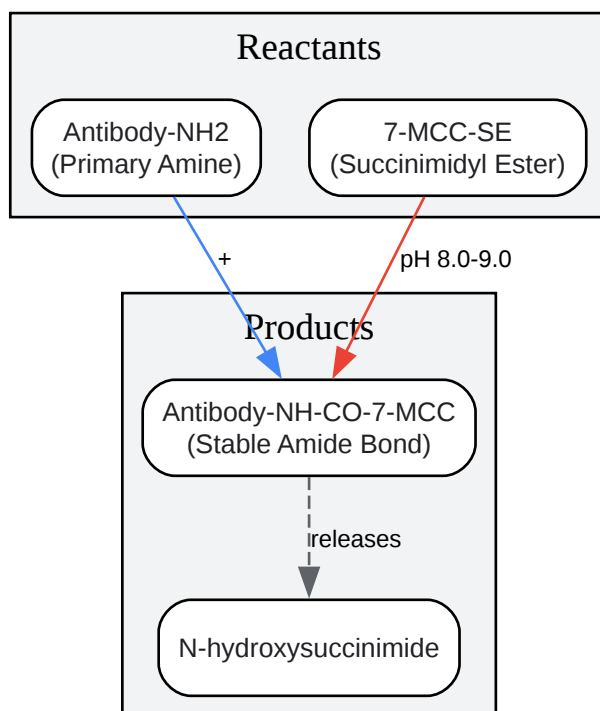 Reactants
Antibody-NH2
(Primary Amine)
7-MCC-SE
(Succinimidyl Ester)
+
pH 8.0-9.0
Products
Antibody-NH-CO-7-MCC
(Stable Amide Bond)
releases
N-hydroxysuccinimide